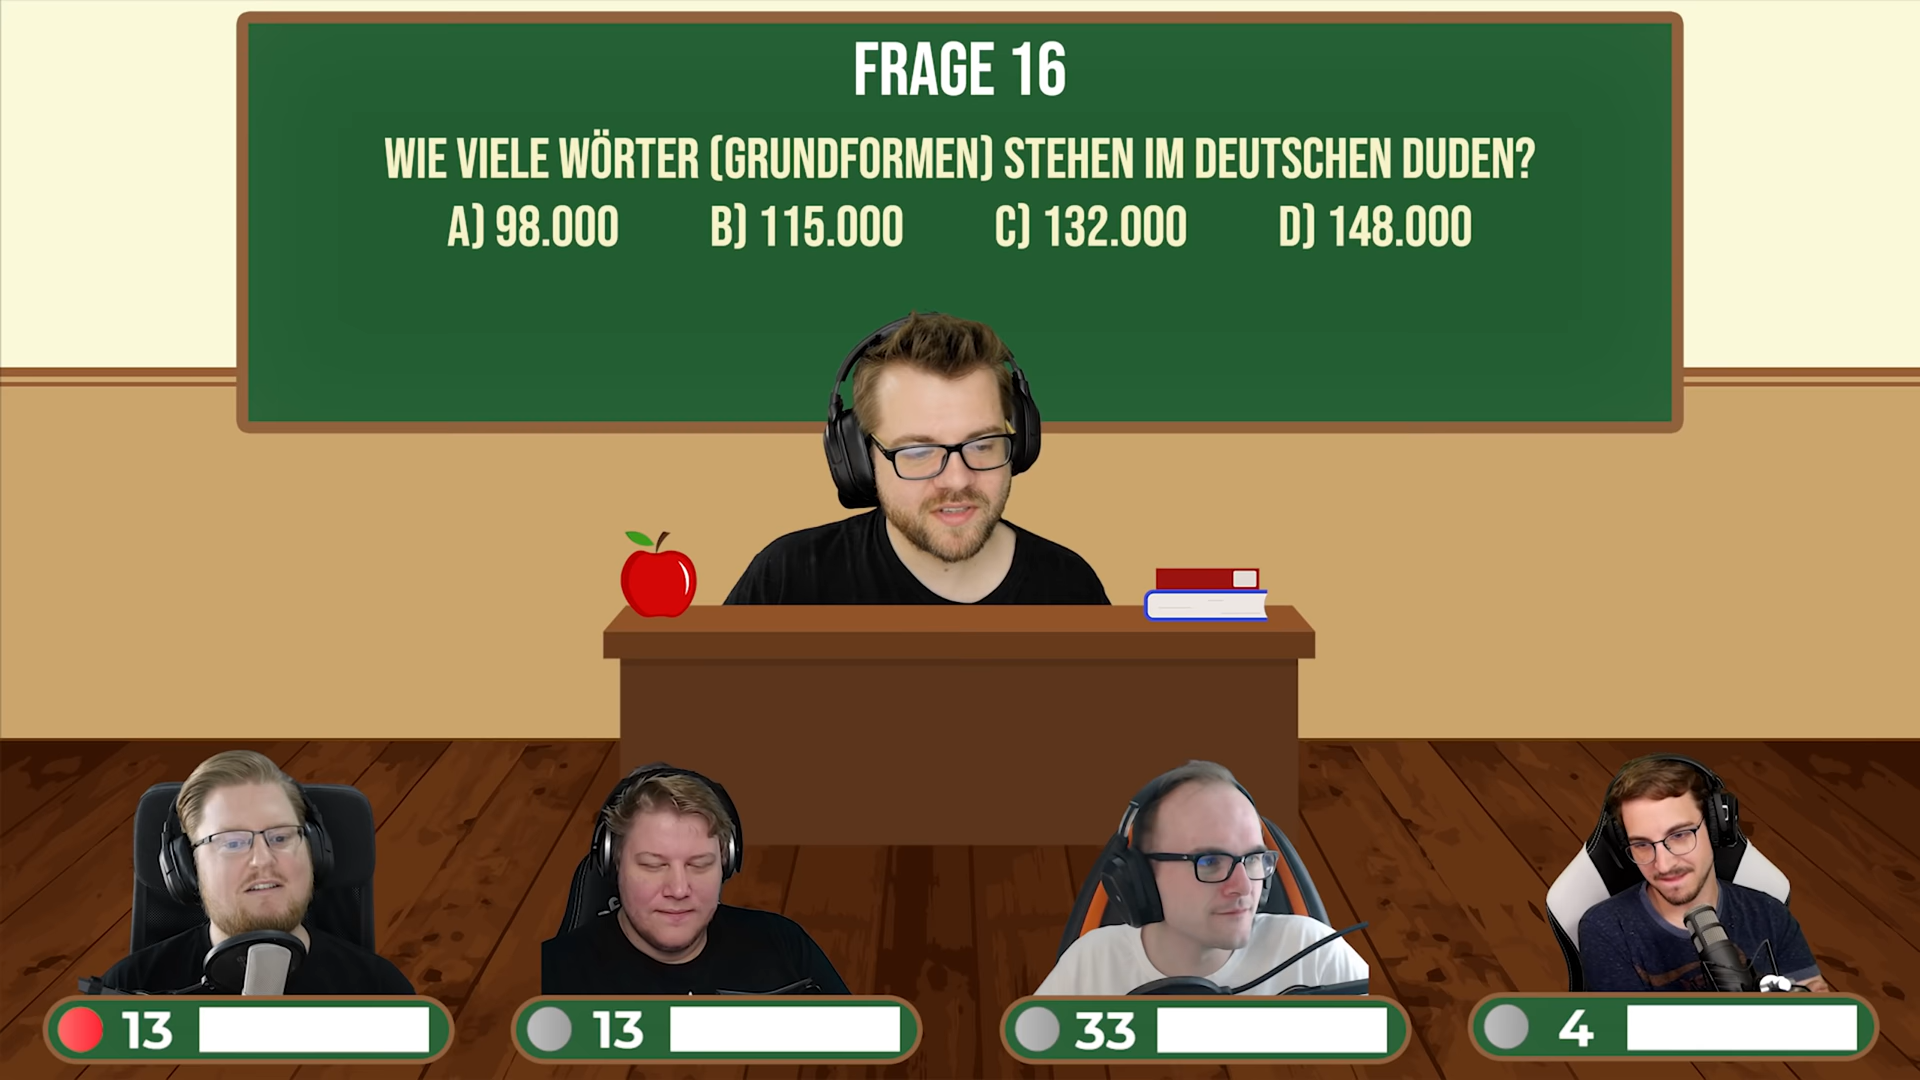 FRAGE 16
WIE VIELE WÖRTER (GRUNDFORMEN) STEHEN IM DEUTSCHEN DUDEN?
A) 98.000 B) 115.000 C) 132.000 D) 148.000
13 13 33 4